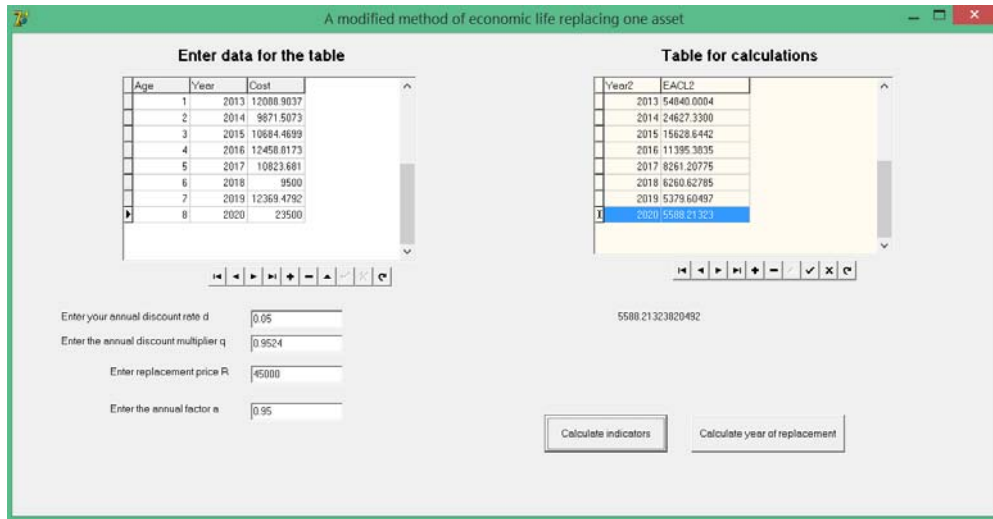 A modified method of economic life replacing one asset
Enter data for the table
Age Year Cost
1 2013 12088.9037
2 2014 9871.5073
3 2015 10684.4699
4 2016 12458.8173
5 2017 10823.681
6 2018 9500
7 2019 12369.4792
8 2020 23500
Table for calculations
Year2 EACL2
2013 54840.0004
2014 24627.3300
2015 15628.6442
2016 11395.3835
2017 8261.20775
2018 6260.62785
2019 5379.60497
2020 5588.21323
Enter your annual discount rate d 0.05
Enter the annual discount multiplier q 0.9524
Enter replacement price R 45000
Enter the annual factor a 0.95
5588.21323820492
Calculate indicators
Calculate year of replacement